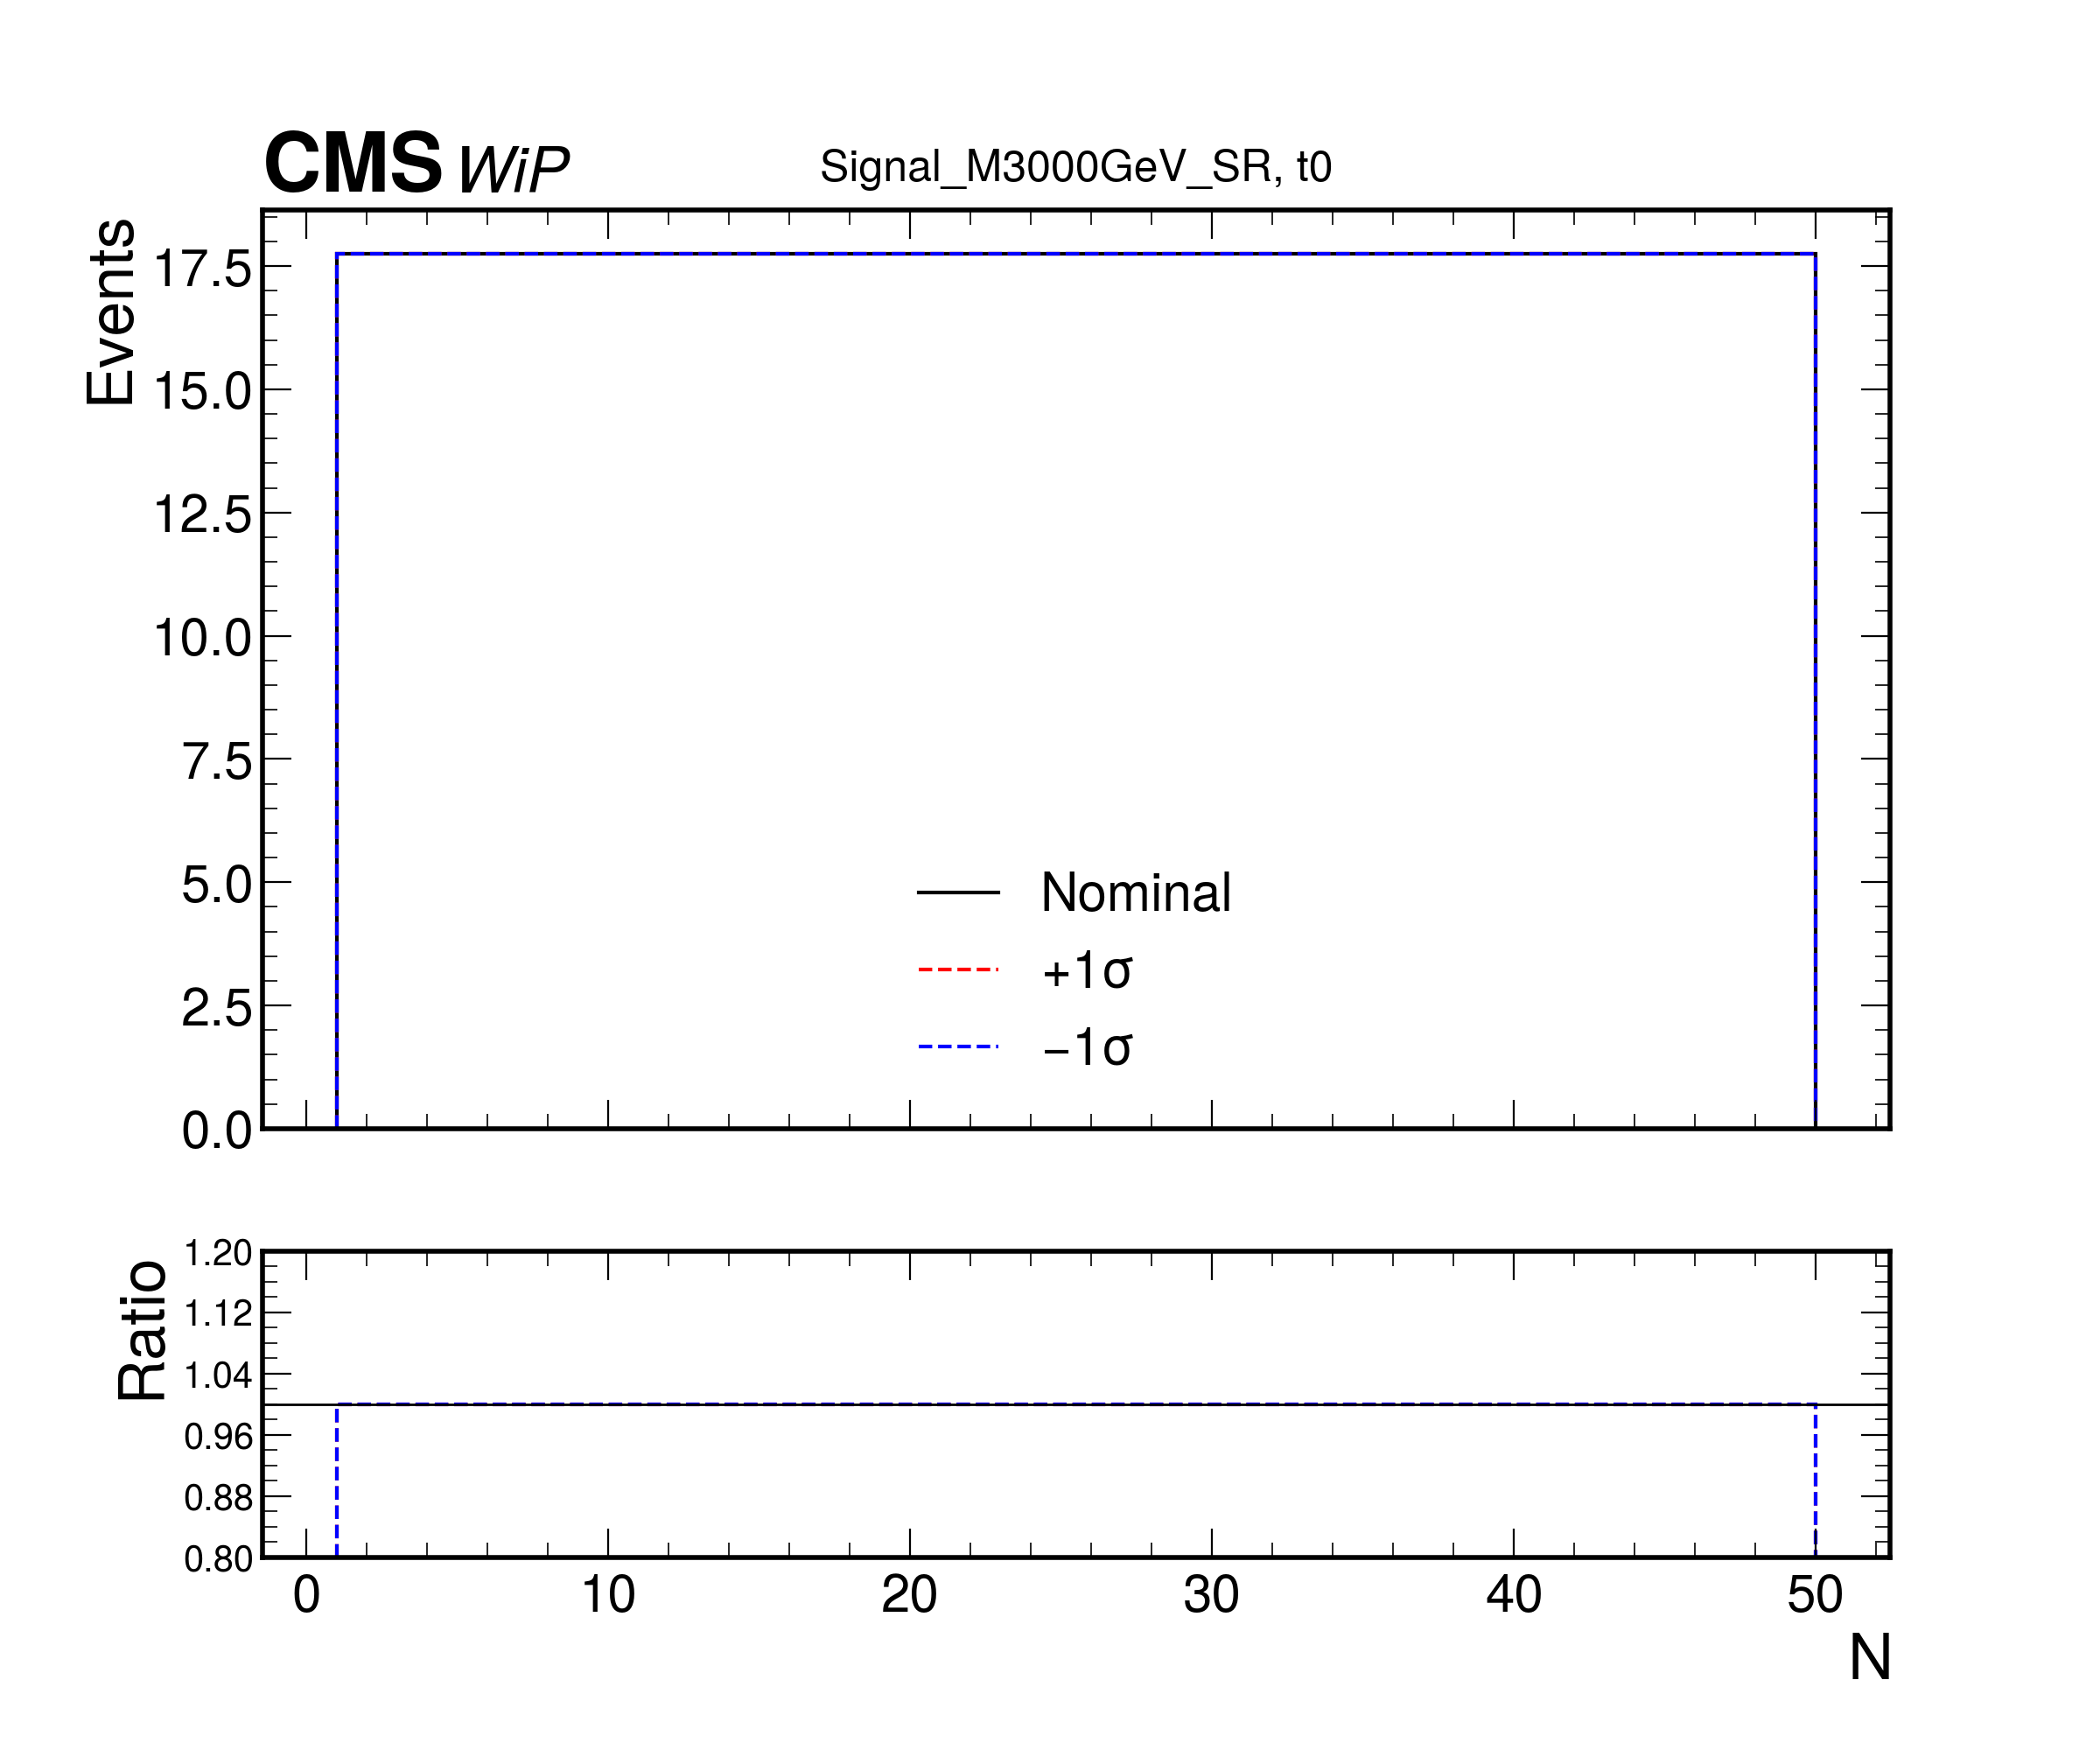 CMS WiP
Signal_M3000GeV_SR, t0
Events
17.5
15.0
12.5
10.0
7.5
5.0
2.5
0.0
Nominal
+1σ
−1σ
Ratio
1.20
1.12
1.04
0.96
0.88
0.80
0 10 20 30 40 50
N